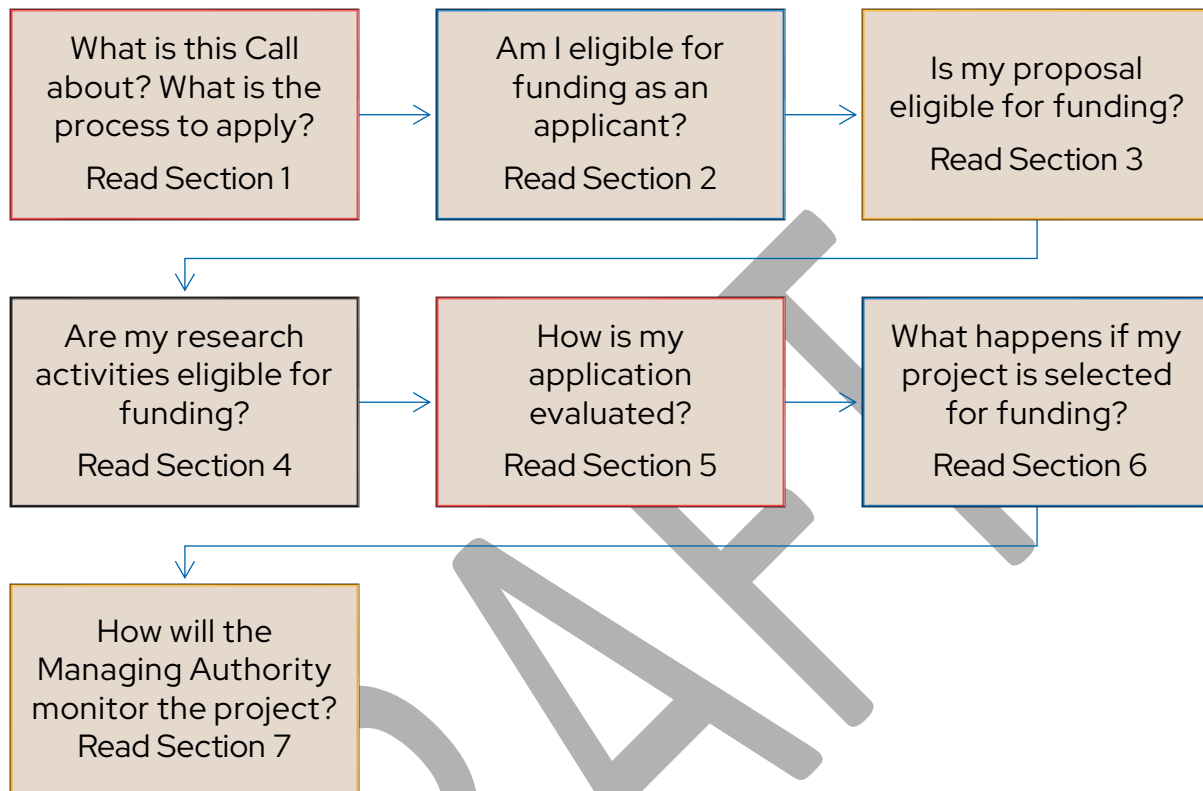 What is this Call
about? What is the
process to apply?
Read Section 1
Am I eligible for
funding as an
applicant?
Read Section 2
Is my proposal
eligible for funding?
Read Section 3
Are my research
activities eligible for
funding?
Read Section 4
How is my
application
evaluated?
Read Section 5
What happens if my
project is selected
for funding?
Read Section 6
How will the
Managing Authority
monitor the project?
Read Section 7
DRAFT